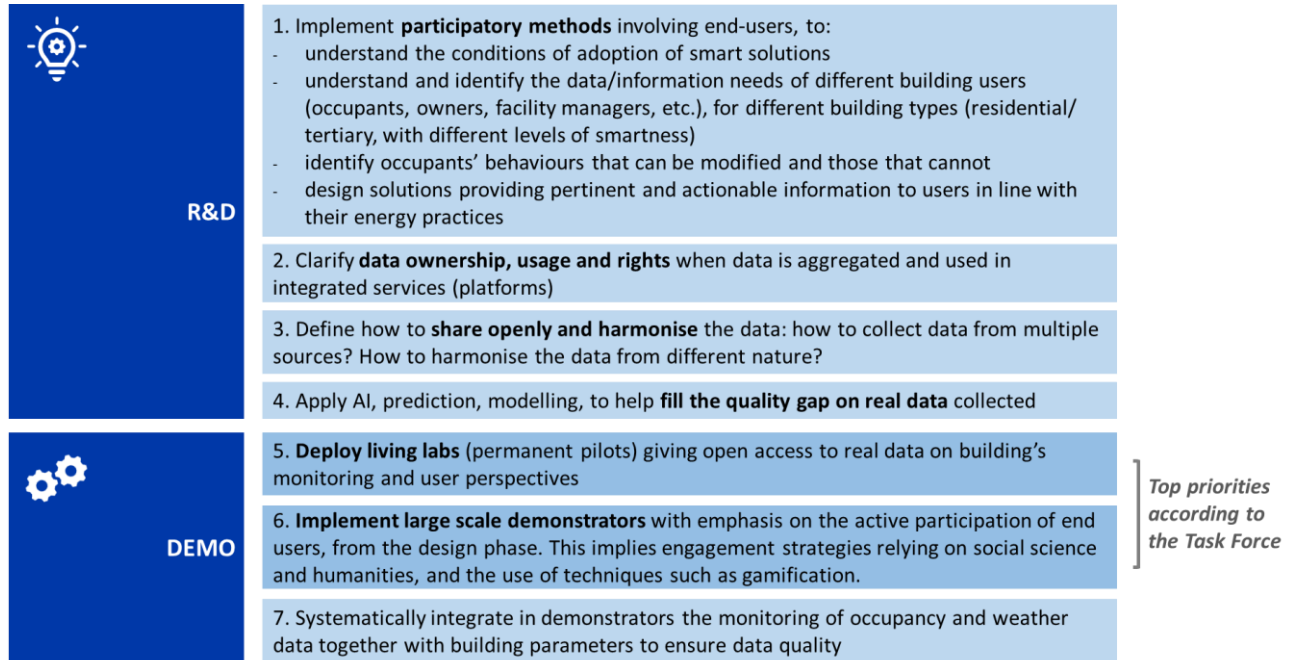 1. Implement participatory methods involving end-users, to:
- understand the conditions of adoption of smart solutions
- understand and identify the data/information needs of different building users
(occupants, owners, facility managers, etc.), for different building types (residential/
tertiary, with different levels of smartness)
- identify occupants' behaviours that can be modified and those that cannot
- design solutions providing pertinent and actionable information to users in line with
their energy practices
R&D
2. Clarify data ownership, usage and rights when data is aggregated and used in
integrated services (platforms)
3. Define how to share openly and harmonise the data: how to collect data from multiple
sources? How to harmonise the data from different nature?
4. Apply AI, prediction, modelling, to help fill the quality gap on real data collected
5. Deploy living labs (permanent pilots) giving open access to real data on building's
monitoring and user perspectives
DEMO
6. Implement large scale demonstrators with emphasis on the active participation of end
users, from the design phase. This implies engagement strategies relying on social science
and humanities, and the use of techniques such as gamification.
7. Systematically integrate in demonstrators the monitoring of occupancy and weather
data together with building parameters to ensure data quality
Top priorities
according to
the Task Force